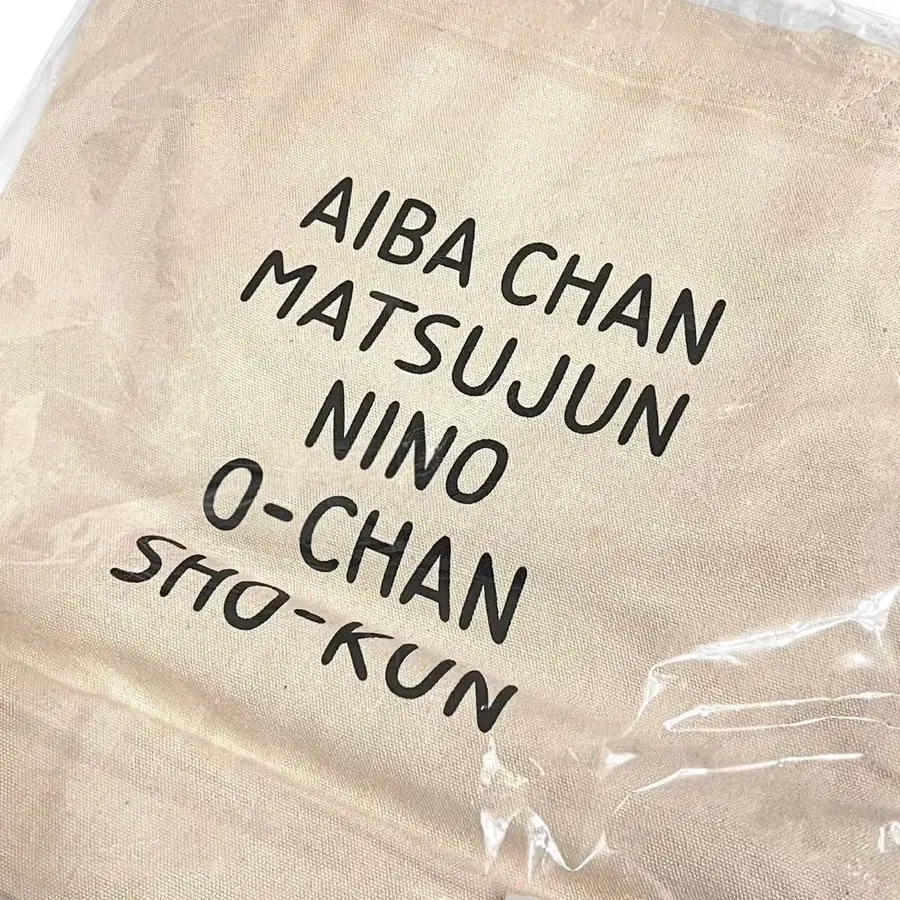 AIBA CHAN
MATSUJUN
NINO
O-CHAN
SHO-KUN